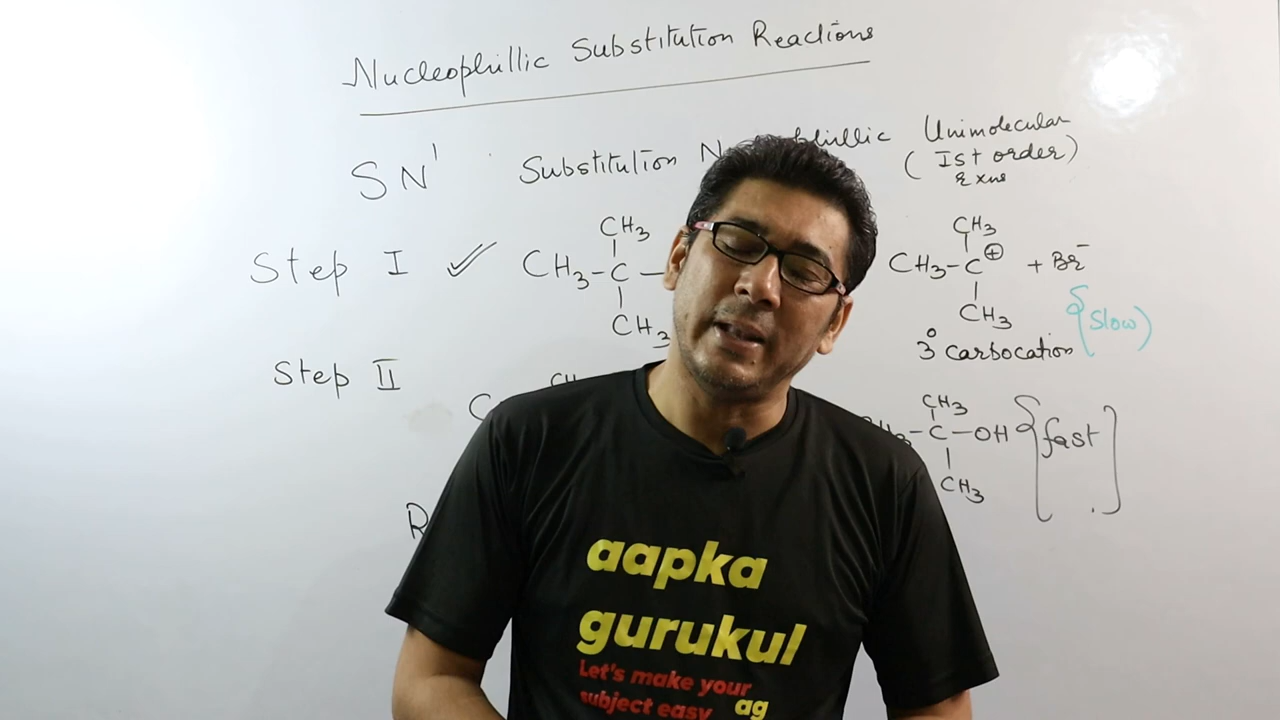 Nucleophillic Substitution Reactions
SN¹ Substitution N phillic Unimolecular
(Ist order)
rxns
CH3 CH3
Step I CH3-C- CH3-C⊕ + Br⁻
CH3 CH3 {Slow)
3° carbocation
Step II CH3
C -C-OH {fast]
CH3
R
aapka
gurukul
Let's make your
subject easy ag